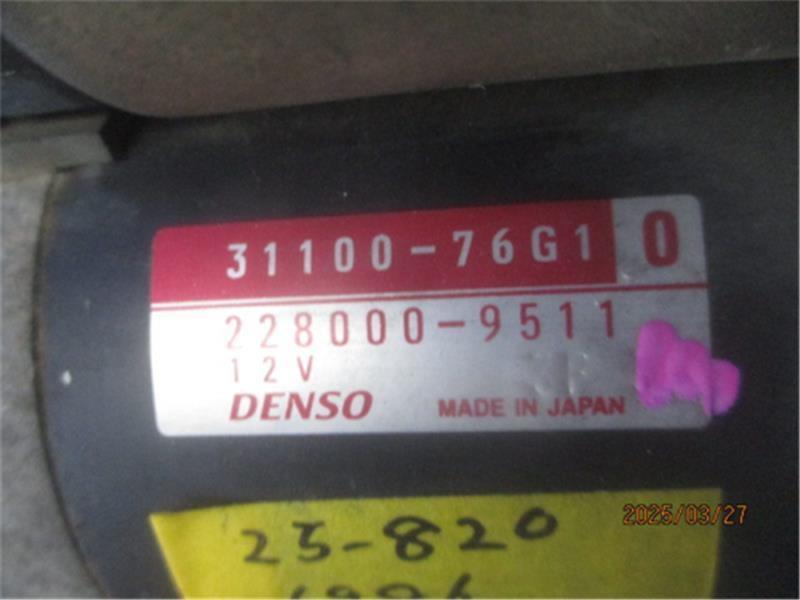 31100-76G1 0
228000-9511
12V
DENSO MADE IN JAPAN
2025/03/27
25-820